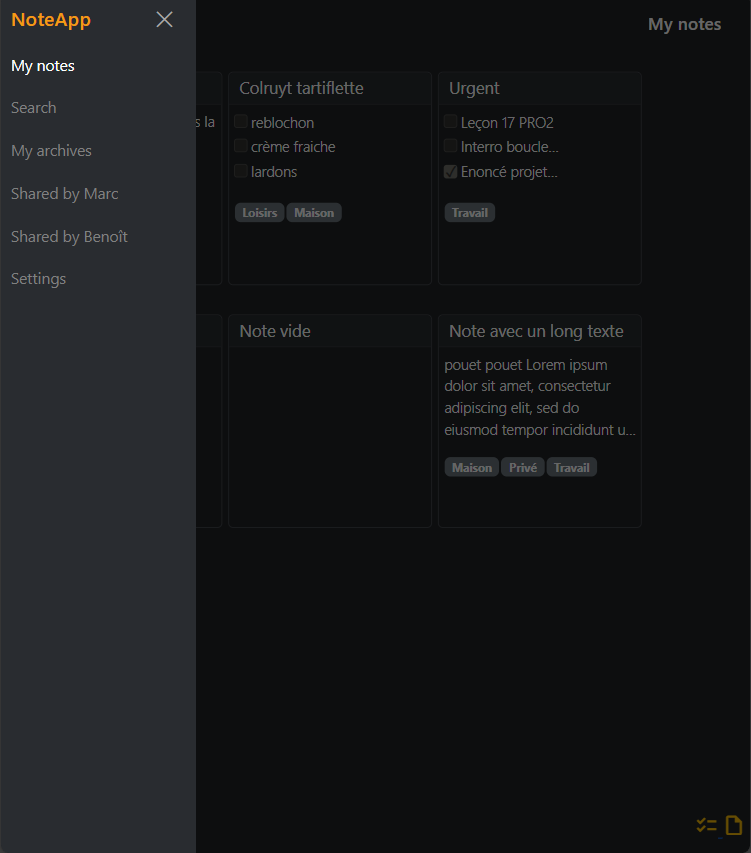 NoteApp
My notes
My notes
Search
My archives
Shared by Marc
Shared by Benoît
Settings
s la
Colruyt tartiflette
reblochon
crème fraiche
lardons
Loisirs Maison
Urgent
Leçon 17 PRO2
Interro boucle...
Enoncé projet...
Travail
Note vide
Note avec un long texte
pouet pouet Lorem ipsum
dolor sit amet, consectetur
adipiscing elit, sed do
eiusmod tempor incididunt u...
Maison Privé Travail